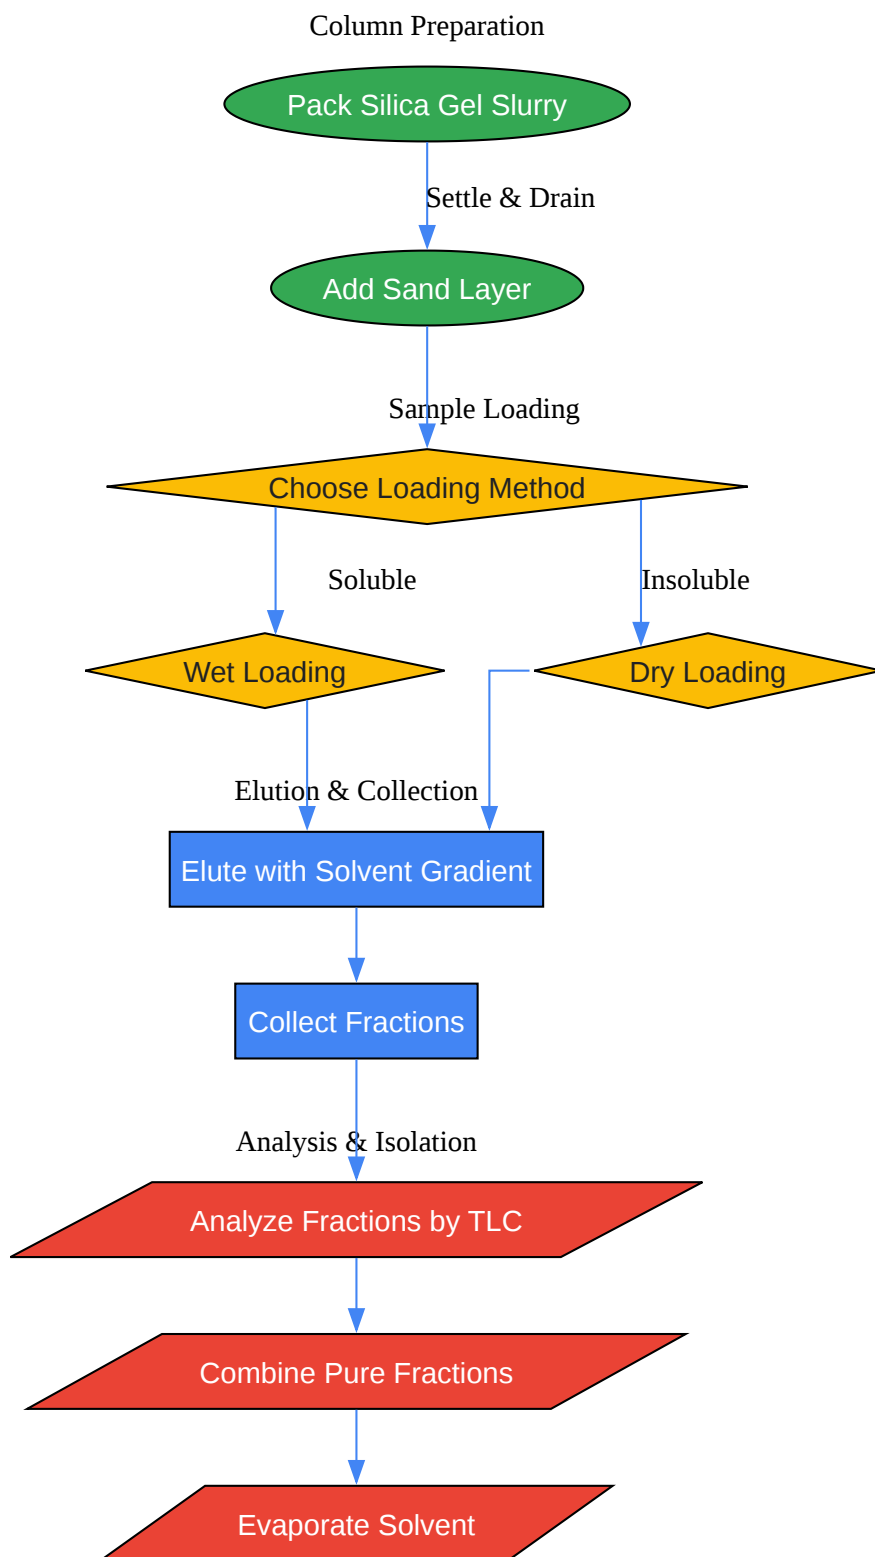 Column Preparation
Pack Silica Gel Slurry
Settle & Drain
Add Sand Layer
Sample Loading
Choose Loading Method
Soluble
Insoluble
Wet Loading
Dry Loading
Elution & Collection
Elute with Solvent Gradient
Collect Fractions
Analysis & Isolation
Analyze Fractions by TLC
Combine Pure Fractions
Evaporate Solvent